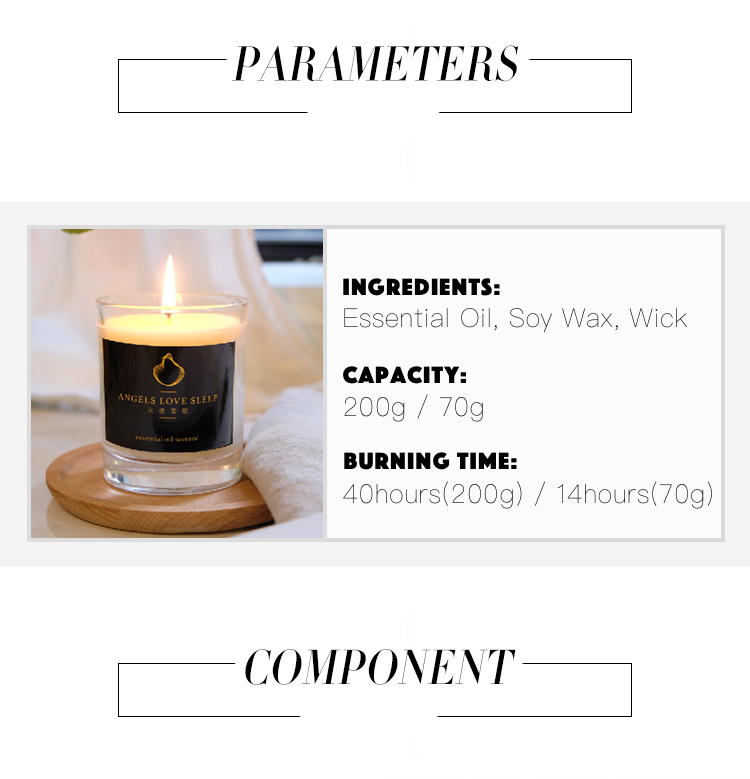 PARAMETERS
INGREDIENTS:
Essential Oil, Soy Wax, Wick
ANGELS LOVE SLEEP
essential oil scented
CAPACITY:
200g / 70g
BURNING TIME:
40hours(200g) / 14hours(70g)
COMPONENT